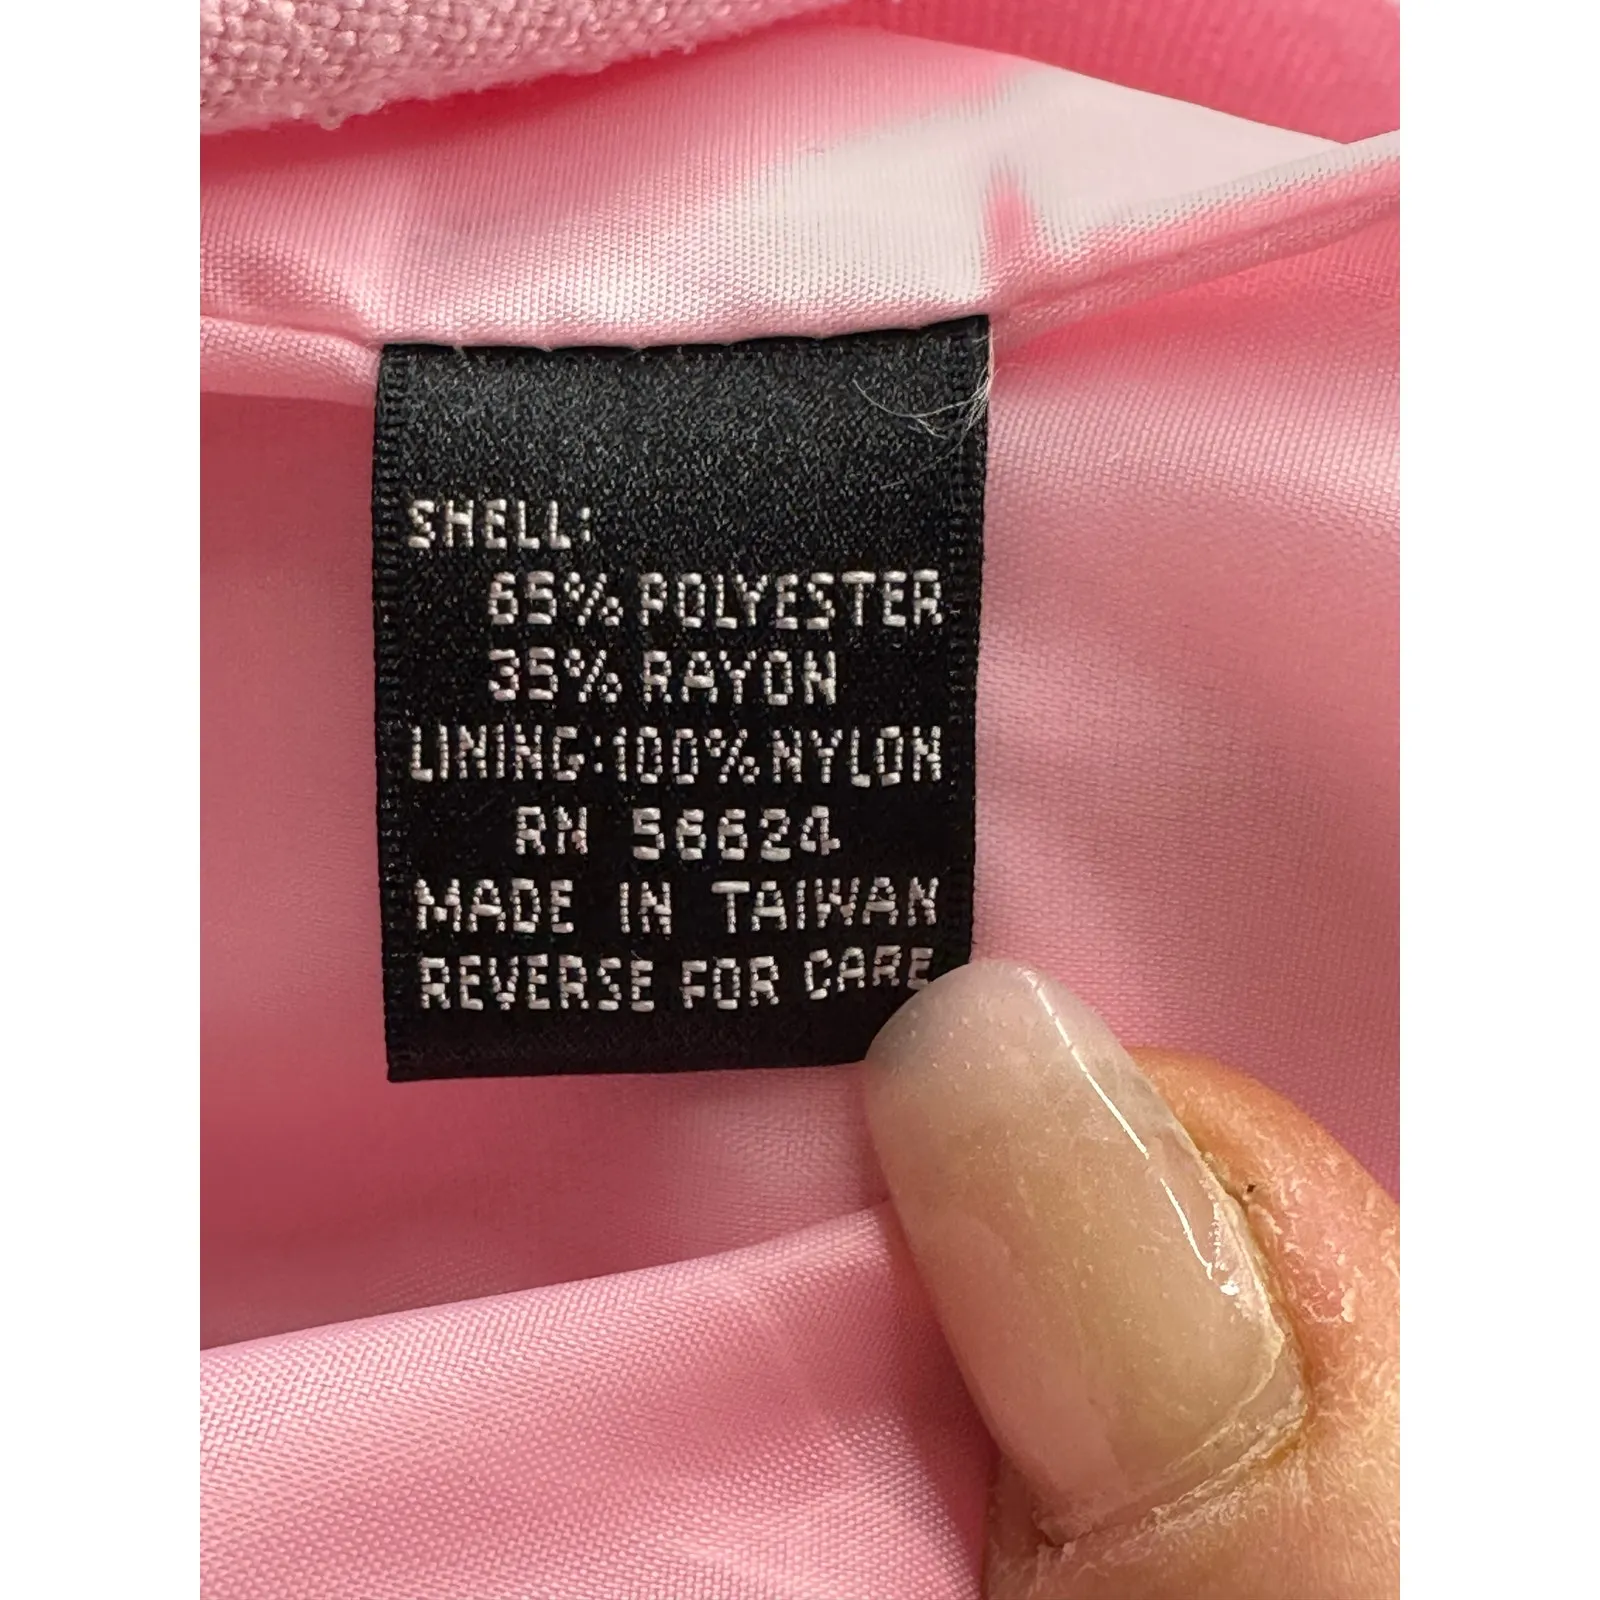 SHELL:
65% POLYESTER
35% RAYON
LINING:100% NYLON
RN 56624
MADE IN TAIWAN
REVERSE FOR CARE